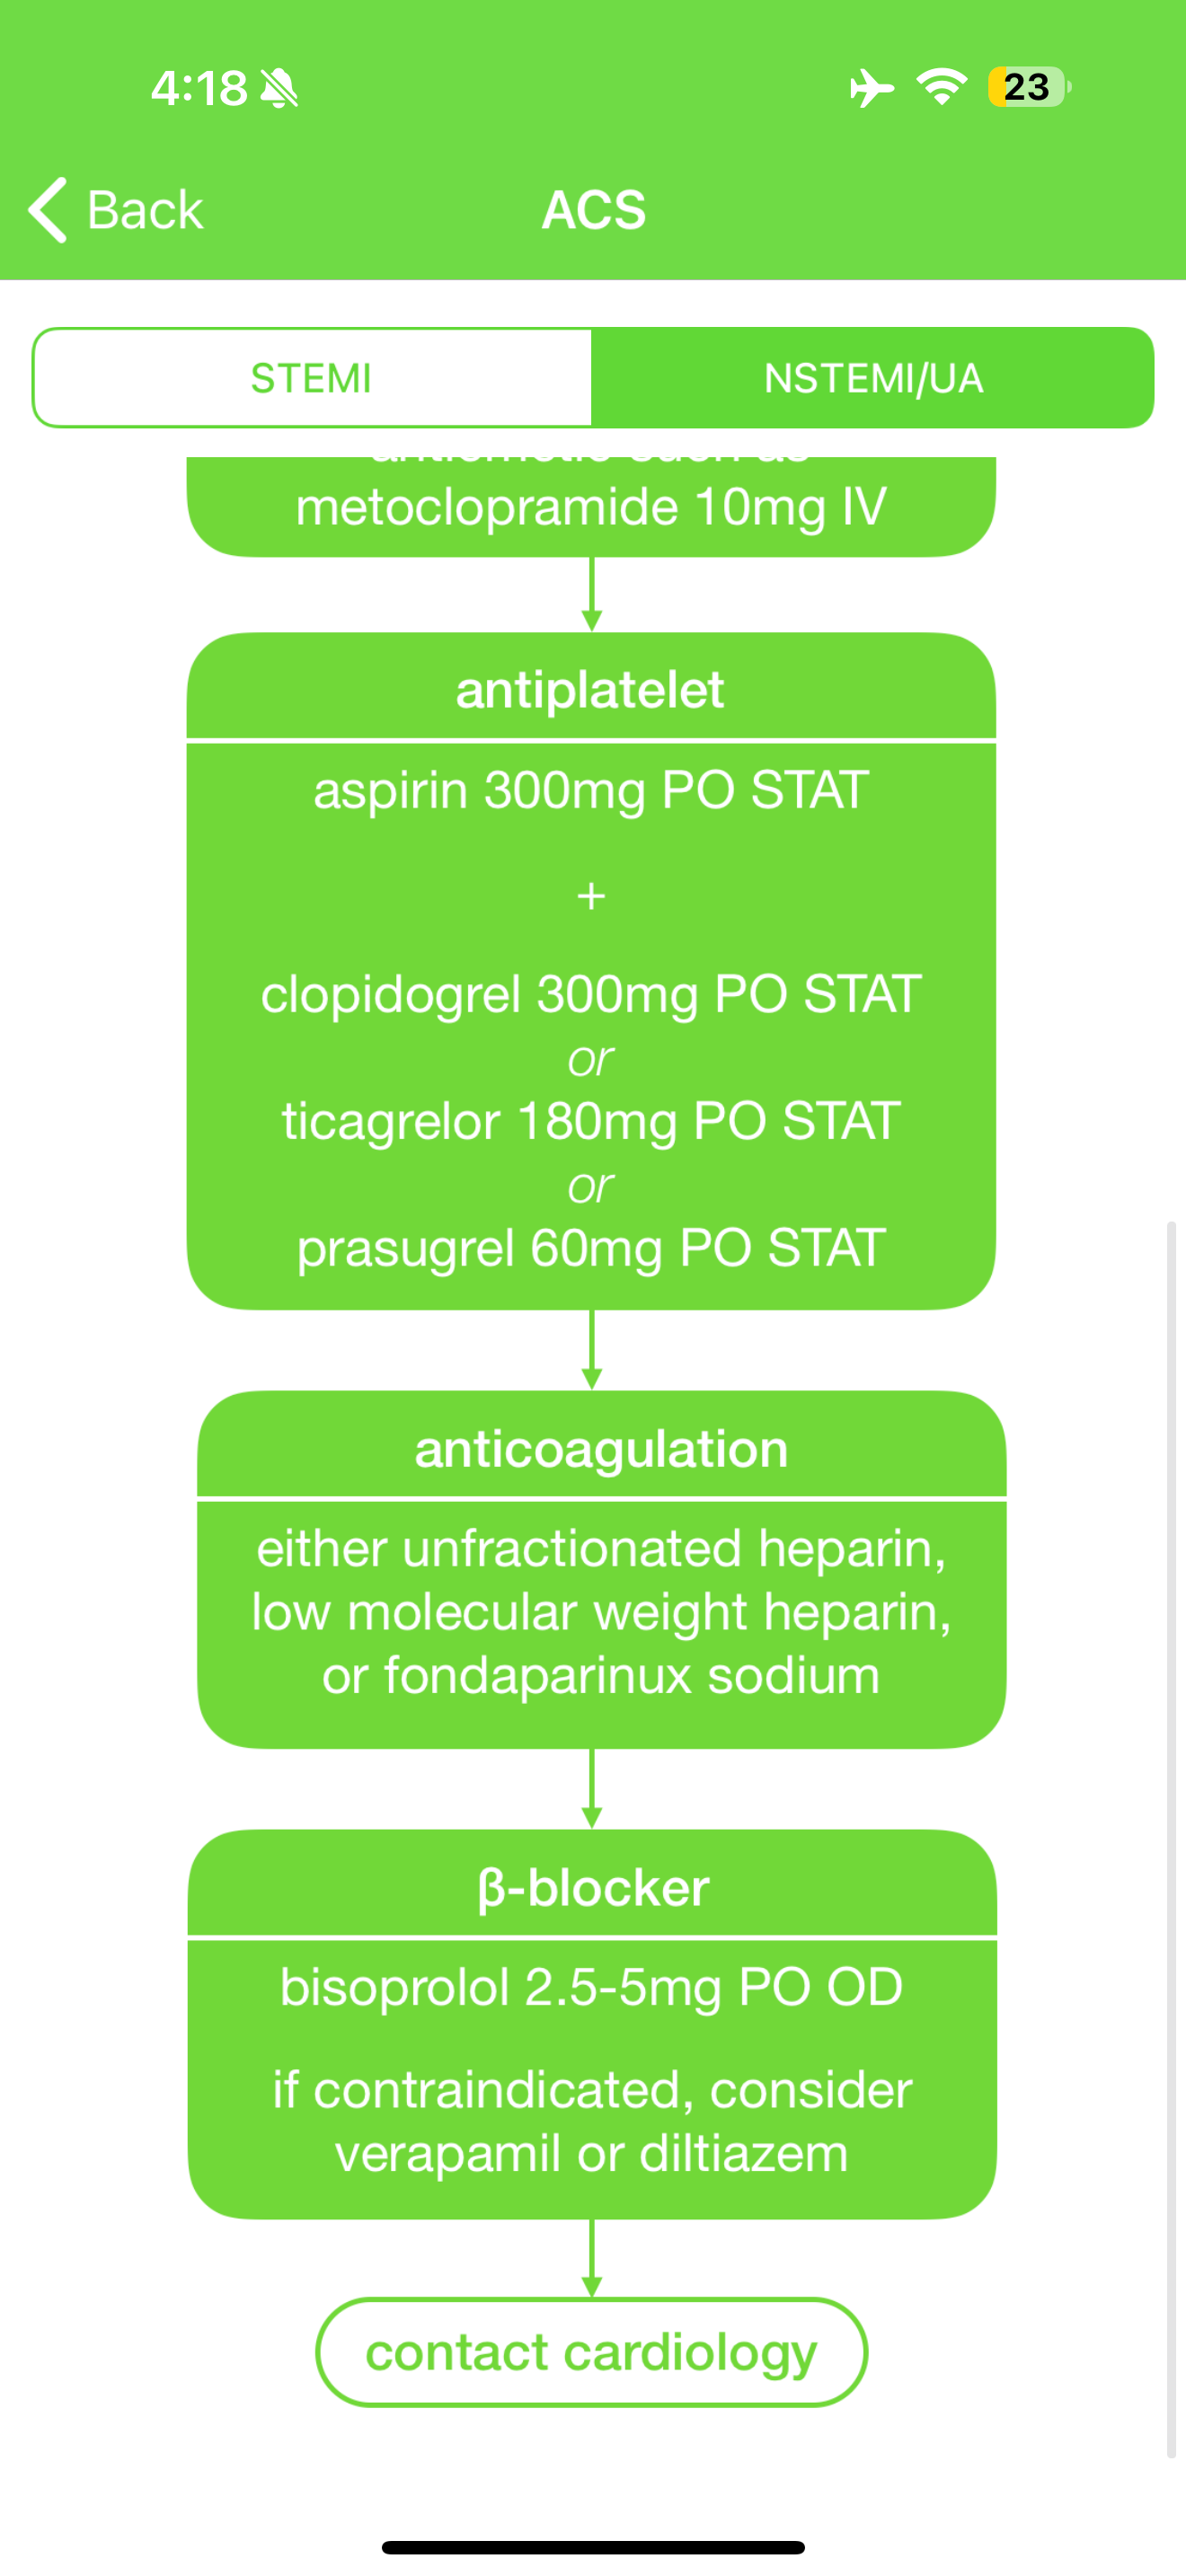 4:18
23
Back
ACS
STEMI
NSTEMI/UA
metoclopramide 10mg IV
antiplatelet
aspirin 300mg PO STAT
+
clopidogrel 300mg PO STAT
or
ticagrelor 180mg PO STAT
or
prasugrel 60mg PO STAT
anticoagulation
either unfractionated heparin,
low molecular weight heparin,
or fondaparinux sodium
β-blocker
bisoprolol 2.5-5mg PO OD
if contraindicated, consider
verapamil or diltiazem
contact cardiology